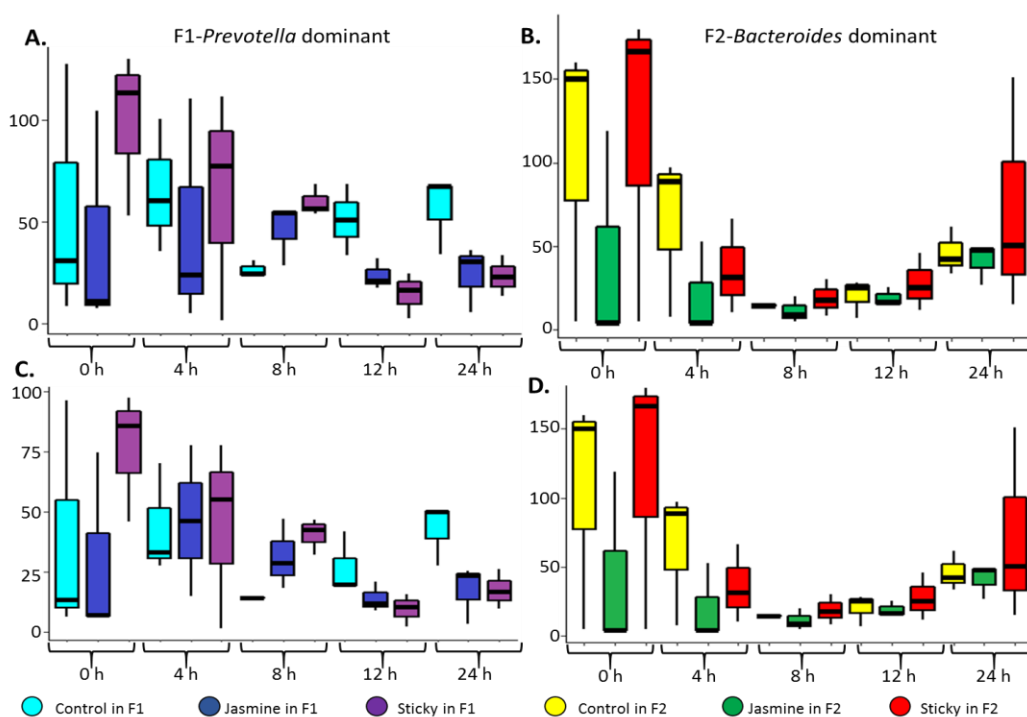 A. F1-Prevotella dominant
100
50
0
0 h 4 h 8 h 12 h 24 h
B. F2-Bacteroides dominant
150
100
50
0
0 h 4 h 8 h 12 h 24 h
C.
100
75
50
25
0
0 h 4 h 8 h 12 h 24 h
D.
150
100
50
0
0 h 4 h 8 h 12 h 24 h
Control in F1 Jasmine in F1 Sticky in F1 Control in F2 Jasmine in F2 Sticky in F2